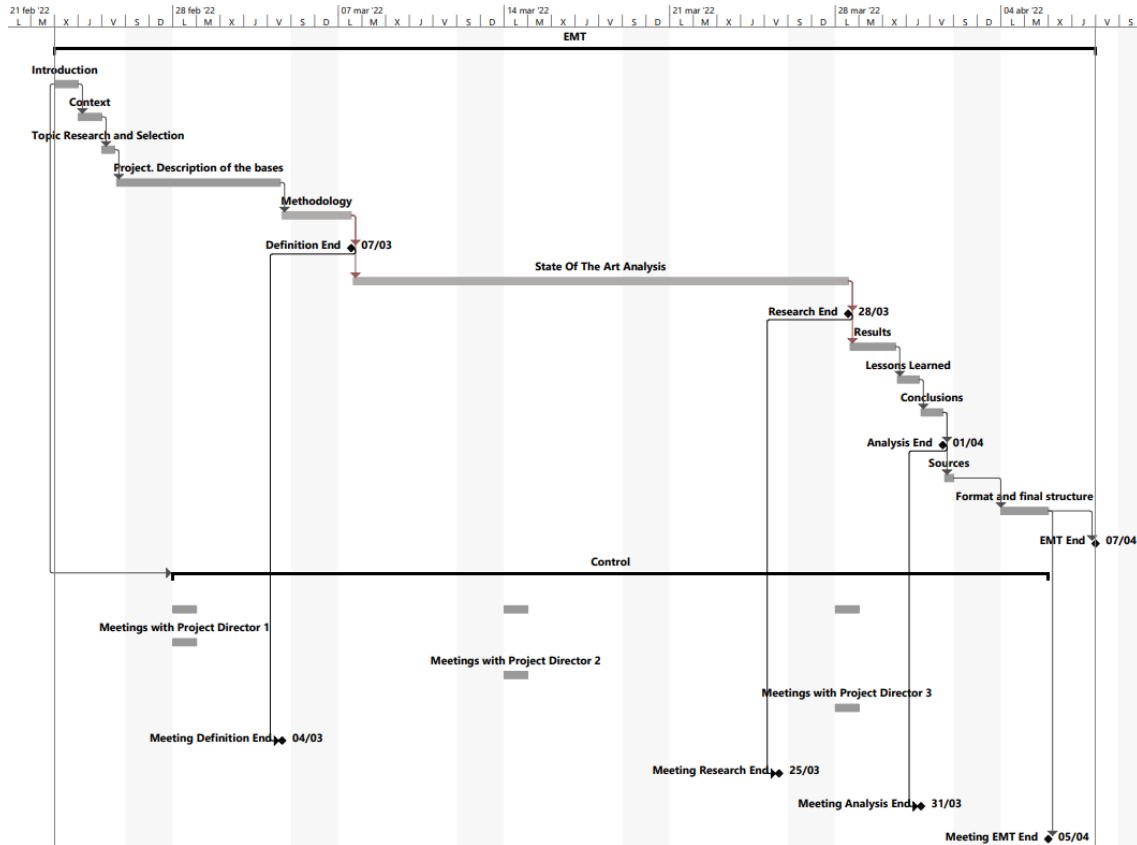 21 feb '22 28 feb '22 07 mar '22 14 mar '22 21 mar '22 28 mar '22 04 abr '22
L M X J V S D L M X J V S D L M X J V S D L M X J V S D L M X J V S D L M X J V S D L M X J V S
EMT
Introduction
Context
Topic Research and Selection
Project. Description of the bases
Methodology
Definition End 07/03
State Of The Art Analysis
Research End 28/03
Results
Lessons Learned
Conclusions
Analysis End 01/04
Sources
Format and final structure
EMT End 07/04
Control
Meetings with Project Director 1
Meetings with Project Director 2
Meetings with Project Director 3
Meeting Definition End 04/03
Meeting Research End 25/03
Meeting Analysis End 31/03
Meeting EMT End 05/04